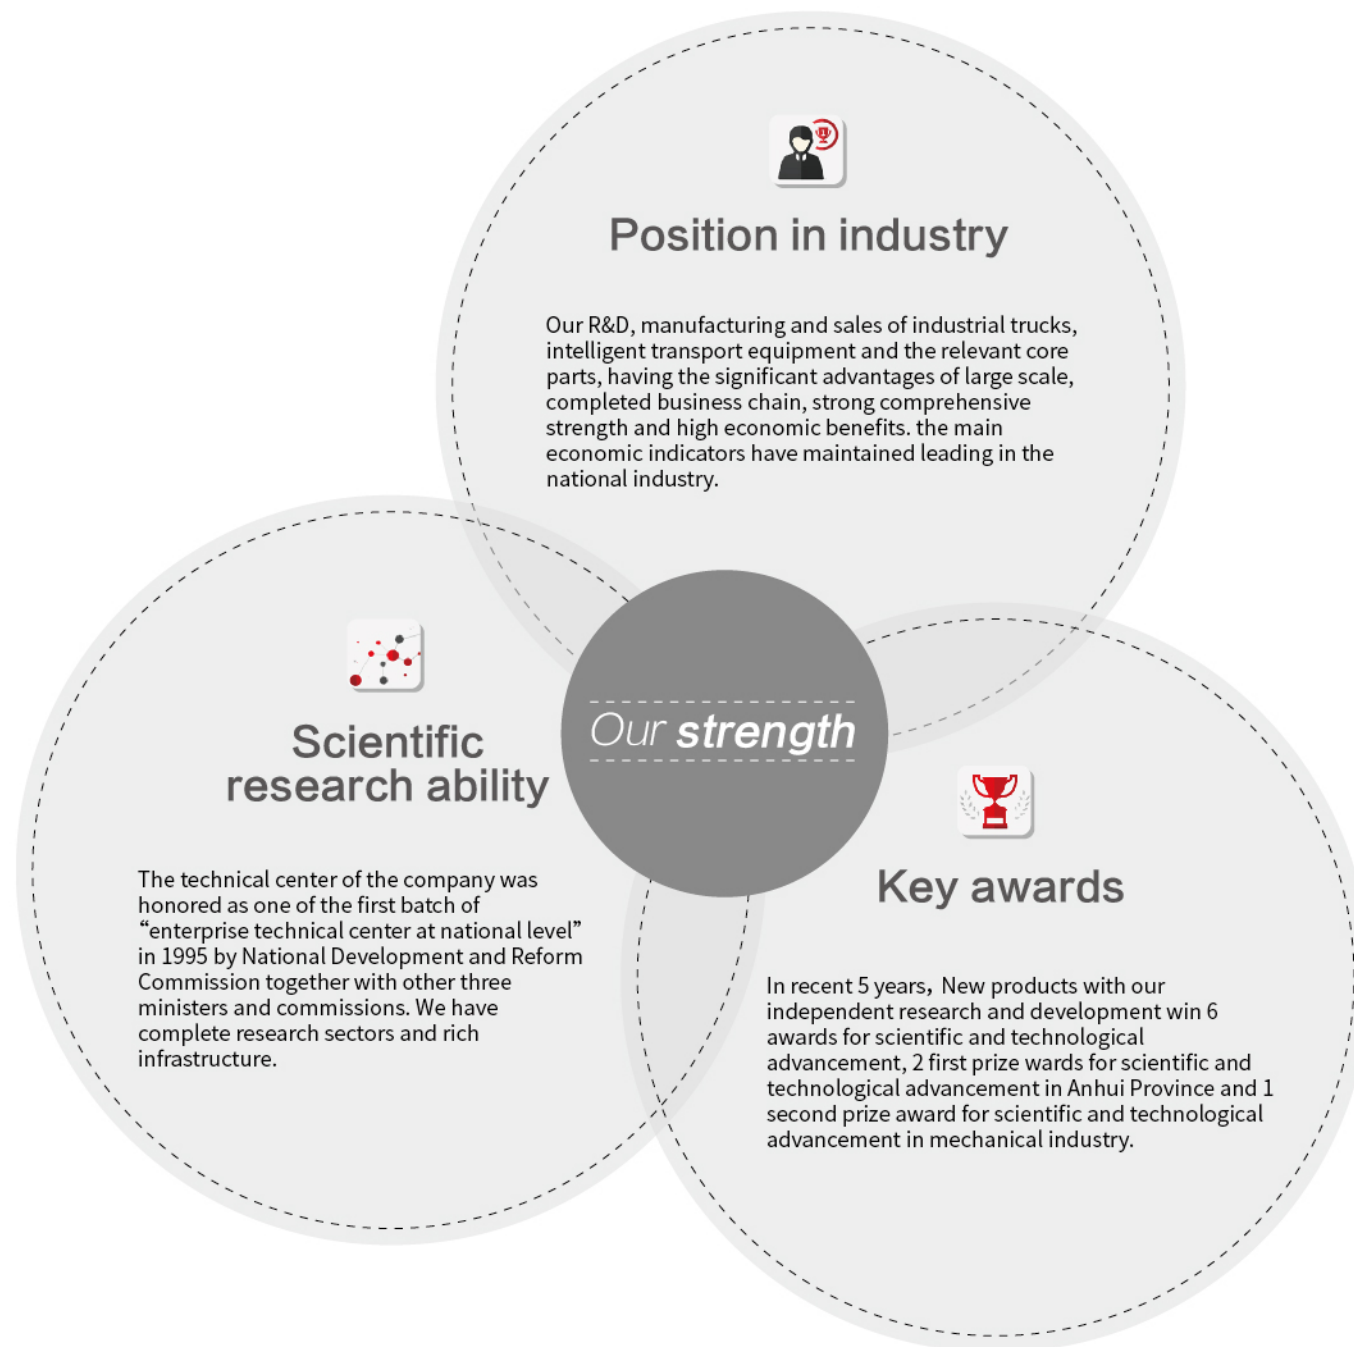 Position in industry
Our R&D, manufacturing and sales of industrial trucks,
intelligent transport equipment and the relevant core
parts, having the significant advantages of large scale,
completed business chain, strong comprehensive
strength and high economic benefits. the main
economic indicators have maintained leading in the
national industry.
Our strength
Scientific
research ability
The technical center of the company was
honored as one of the first batch of
“enterprise technical center at national level”
in 1995 by National Development and Reform
Commission together with other three
ministers and commissions. We have
complete research sectors and rich
infrastructure.
Key awards
In recent 5 years，New products with our
independent research and development win 6
awards for scientific and technological
advancement, 2 first prize wards for scientific and
technological advancement in Anhui Province and 1
second prize award for scientific and technological
advancement in mechanical industry.